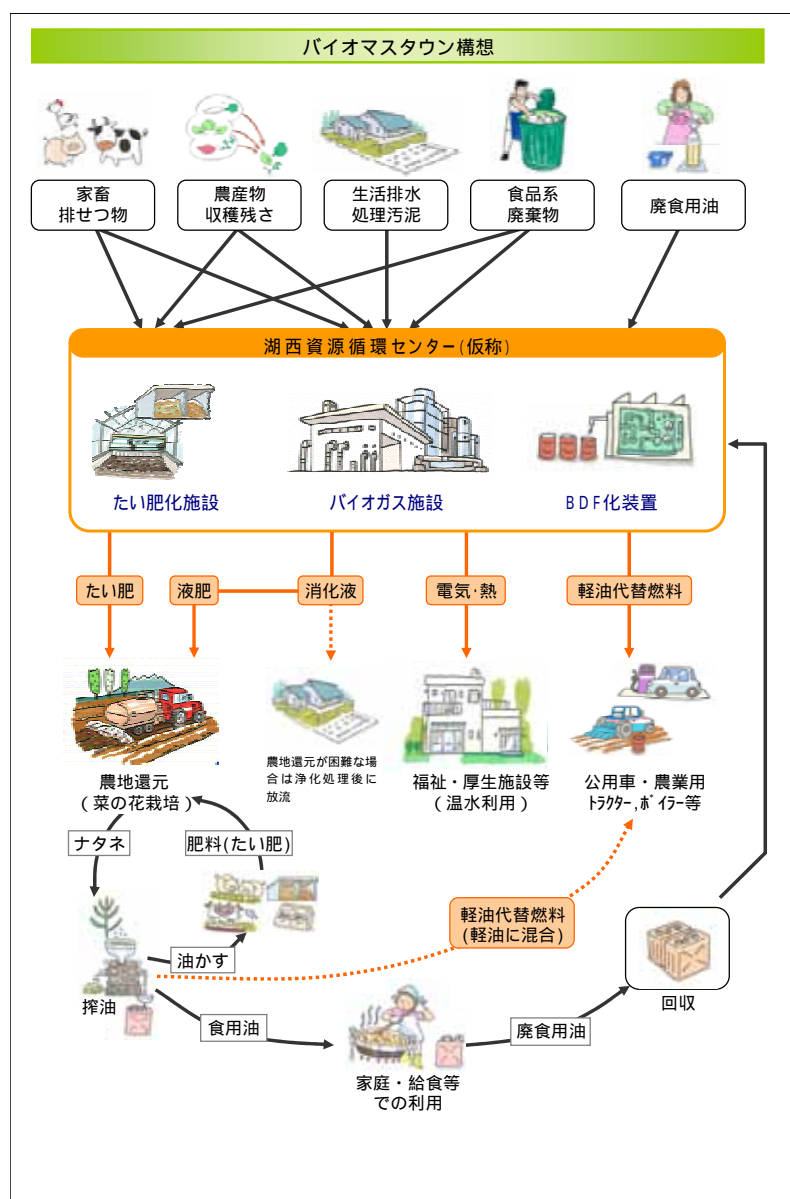 バイオマスタウン構想
家畜
排せつ物
農産物
収穫残さ
生活排水
処理汚泥
食品系
廃棄物
廃食用油
湖西資源循環センター(仮称)
たい肥化施設
バイオガス施設
BDF化装置
たい肥
液肥
消化液
電気・熱
軽油代替燃料
農地還元
(菜の花栽培)
農地還元が困難な場
合は浄化処理後に
放流
福祉・厚生施設等
(温水利用)
公用車・農業用
トラクター,ボイラー等
ナタネ
肥料(たい肥)
油かす
搾油
軽油代替燃料
(軽油に混合)
回収
食用油
廃食用油
家庭・給食等
での利用